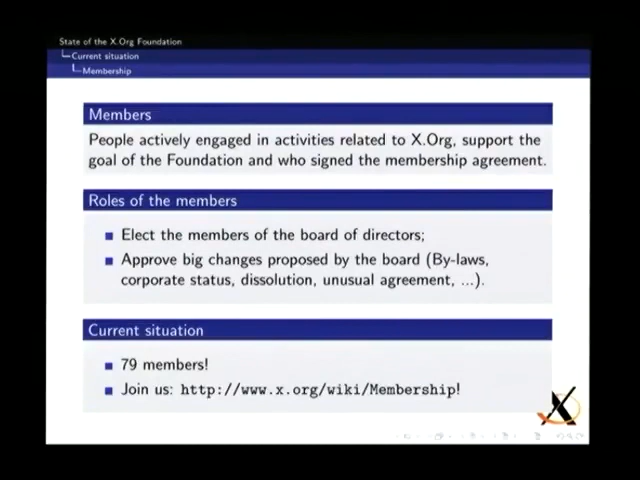 State of the X.Org Foundation
Current situation
Membership
Members
People actively engaged in activities related to X.Org, support the
goal of the Foundation and who signed the membership agreement.
Roles of the members
Elect the members of the board of directors;
Approve big changes proposed by the board (By-laws,
corporate status, dissolution, unusual agreement, ...).
Current situation
79 members!
Join us: http://www.x.org/wiki/Membership!
X